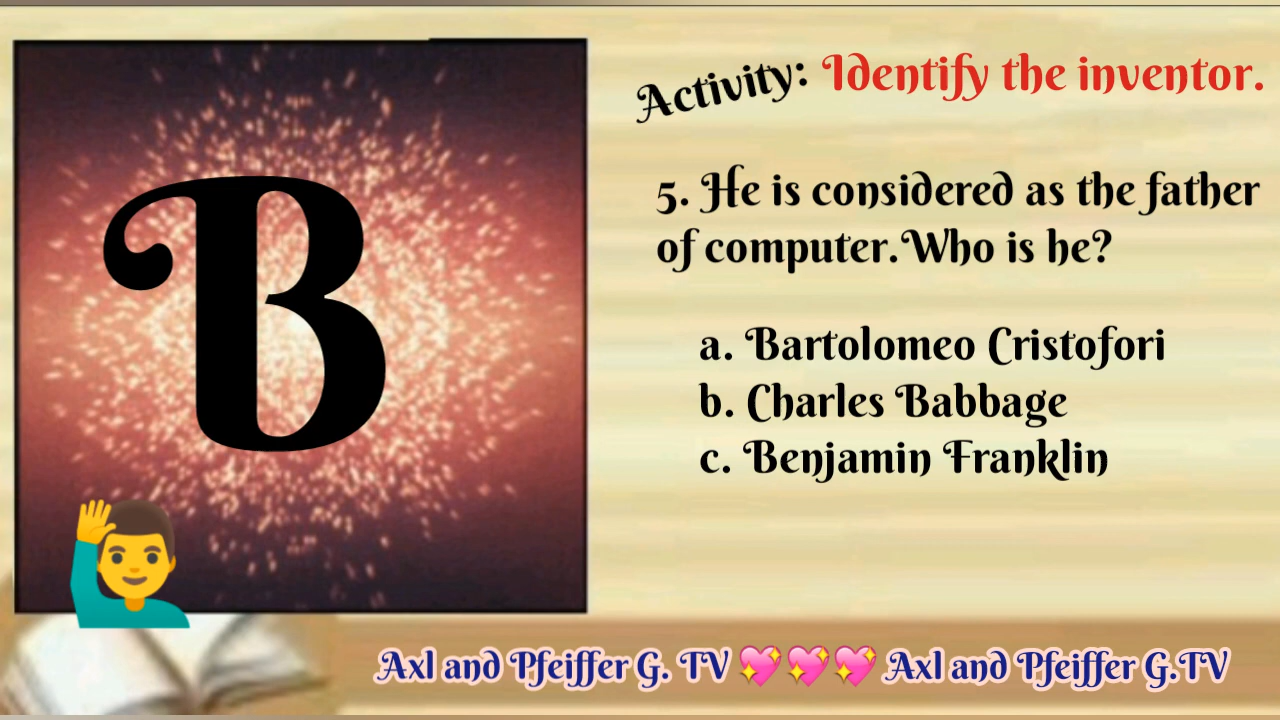 B
Activity: Identify the inventor.
5. He is considered as the father
of computer.Who is he?
a. Bartolomeo Cristofori
b. Charles Babbage
c. Benjamin Franklin
Axl and Pfeiffer G. TV 💖💖💖 Axl and Pfeiffer G.TV